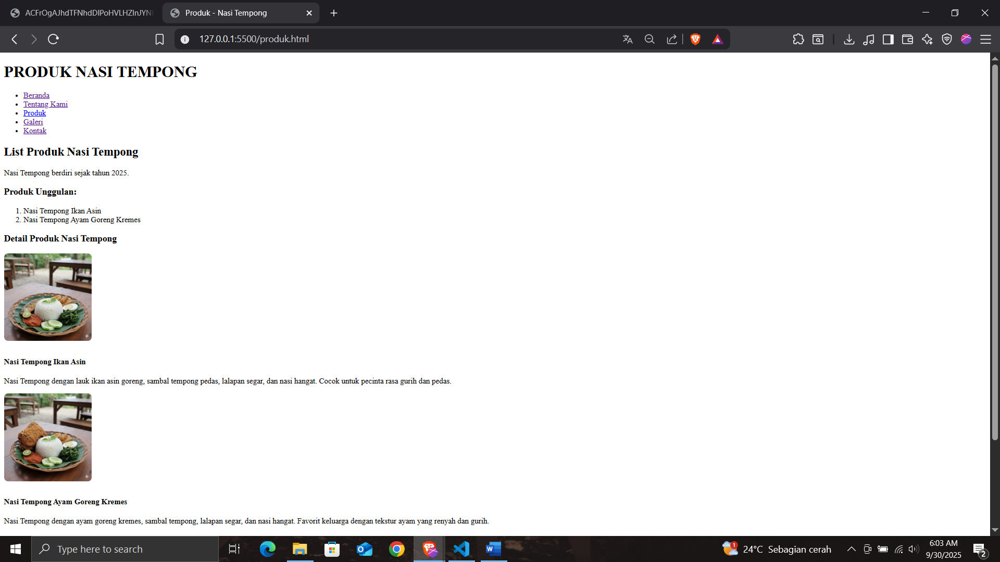 ACFrOgAJhdTFNhdDIPoHVLHZInJYN
Produk - Nasi Tempong
127.0.0.1:5500/produk.html
PRODUK NASI TEMPONG
Beranda
Tentang Kami
Produk
Galeri
Kontak
List Produk Nasi Tempong
Nasi Tempong berdiri sejak tahun 2025.
Produk Unggulan:
1. Nasi Tempong Ikan Asin
2. Nasi Tempong Ayam Goreng Kremes
Detail Produk Nasi Tempong
Nasi Tempong Ikan Asin
Nasi Tempong dengan lauk ikan asin goreng, sambal tempong pedas, lalapan segar, dan nasi hangat. Cocok untuk pecinta rasa gurih dan pedas.
Nasi Tempong Ayam Goreng Kremes
Nasi Tempong dengan ayam goreng kremes, sambal tempong, lalapan segar, dan nasi hangat. Favorit keluarga dengan tekstur ayam yang renyah dan gurih.
Type here to search
1
24°C Sebagian cerah
6:03 AM
9/30/2025
2